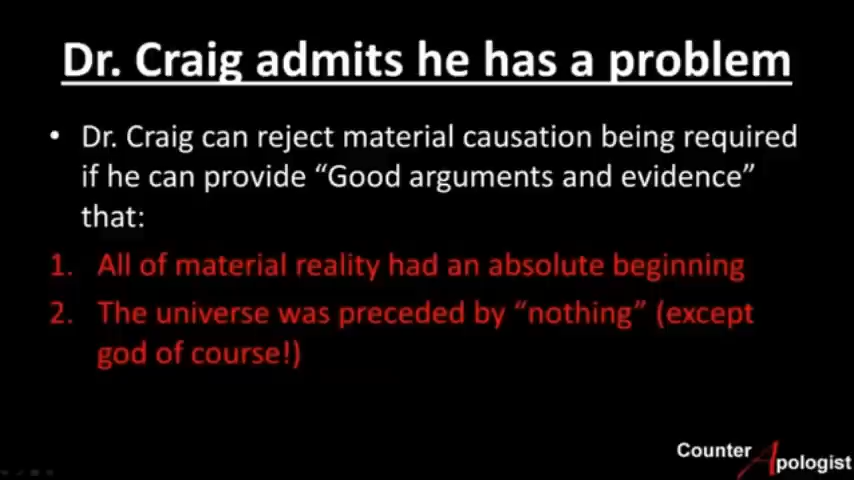 Dr. Craig admits he has a problem
• Dr. Craig can reject material causation being required
if he can provide “Good arguments and evidence”
that:
1. All of material reality had an absolute beginning
2. The universe was preceded by “nothing” (except
god of course!)
Counter Apologist